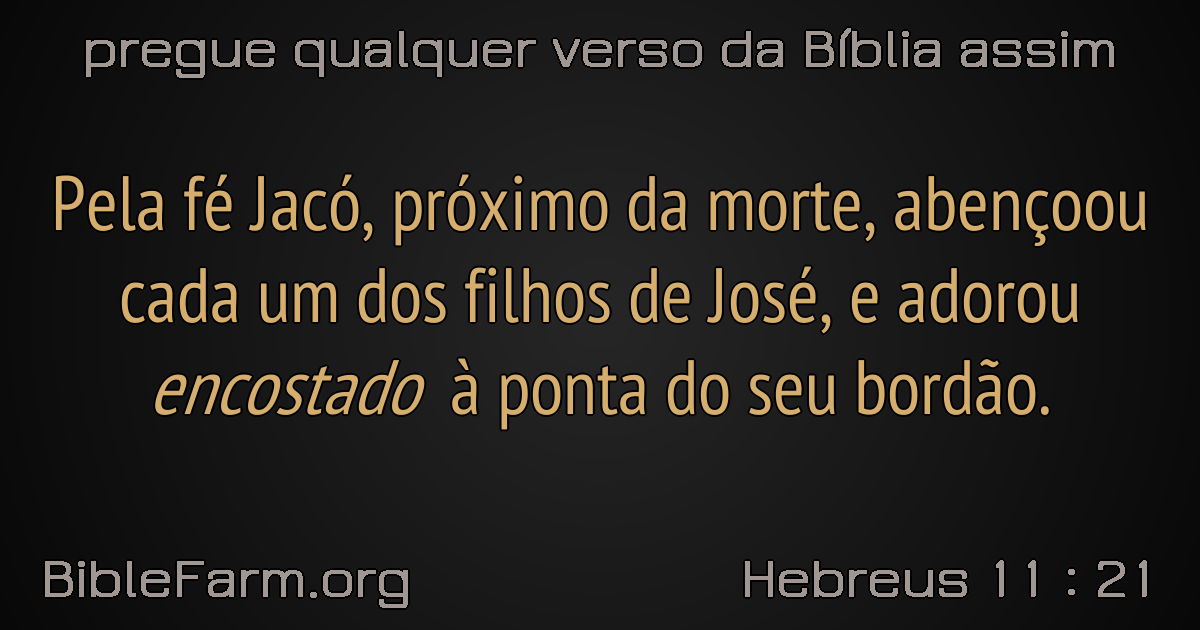 pregue qualquer verso da Bíblia assim
Pela fé Jacó, próximo da morte, abençoou
cada um dos filhos de José, e adorou
encostado à ponta do seu bordão.
BibleFarm.org
Hebreus 11 : 21